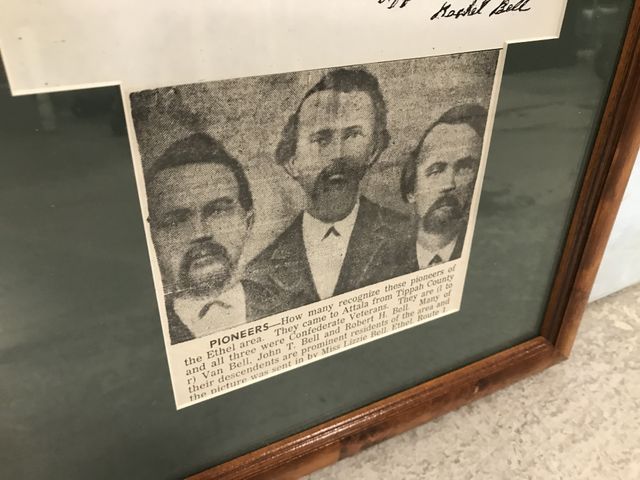 Rachel Bell
PIONEERS—How many recognize these pioneers of
the Ethel area. They came to Attala from Tippah County
and all three were Confederate Veterans. They are (l to
r) Van Bell, John T. Bell and Robert H. Bell. Many of
their descendents are prominent residents of the area and
the picture was sent in by Miss Lizzie Bell, Ethel, Route 1.